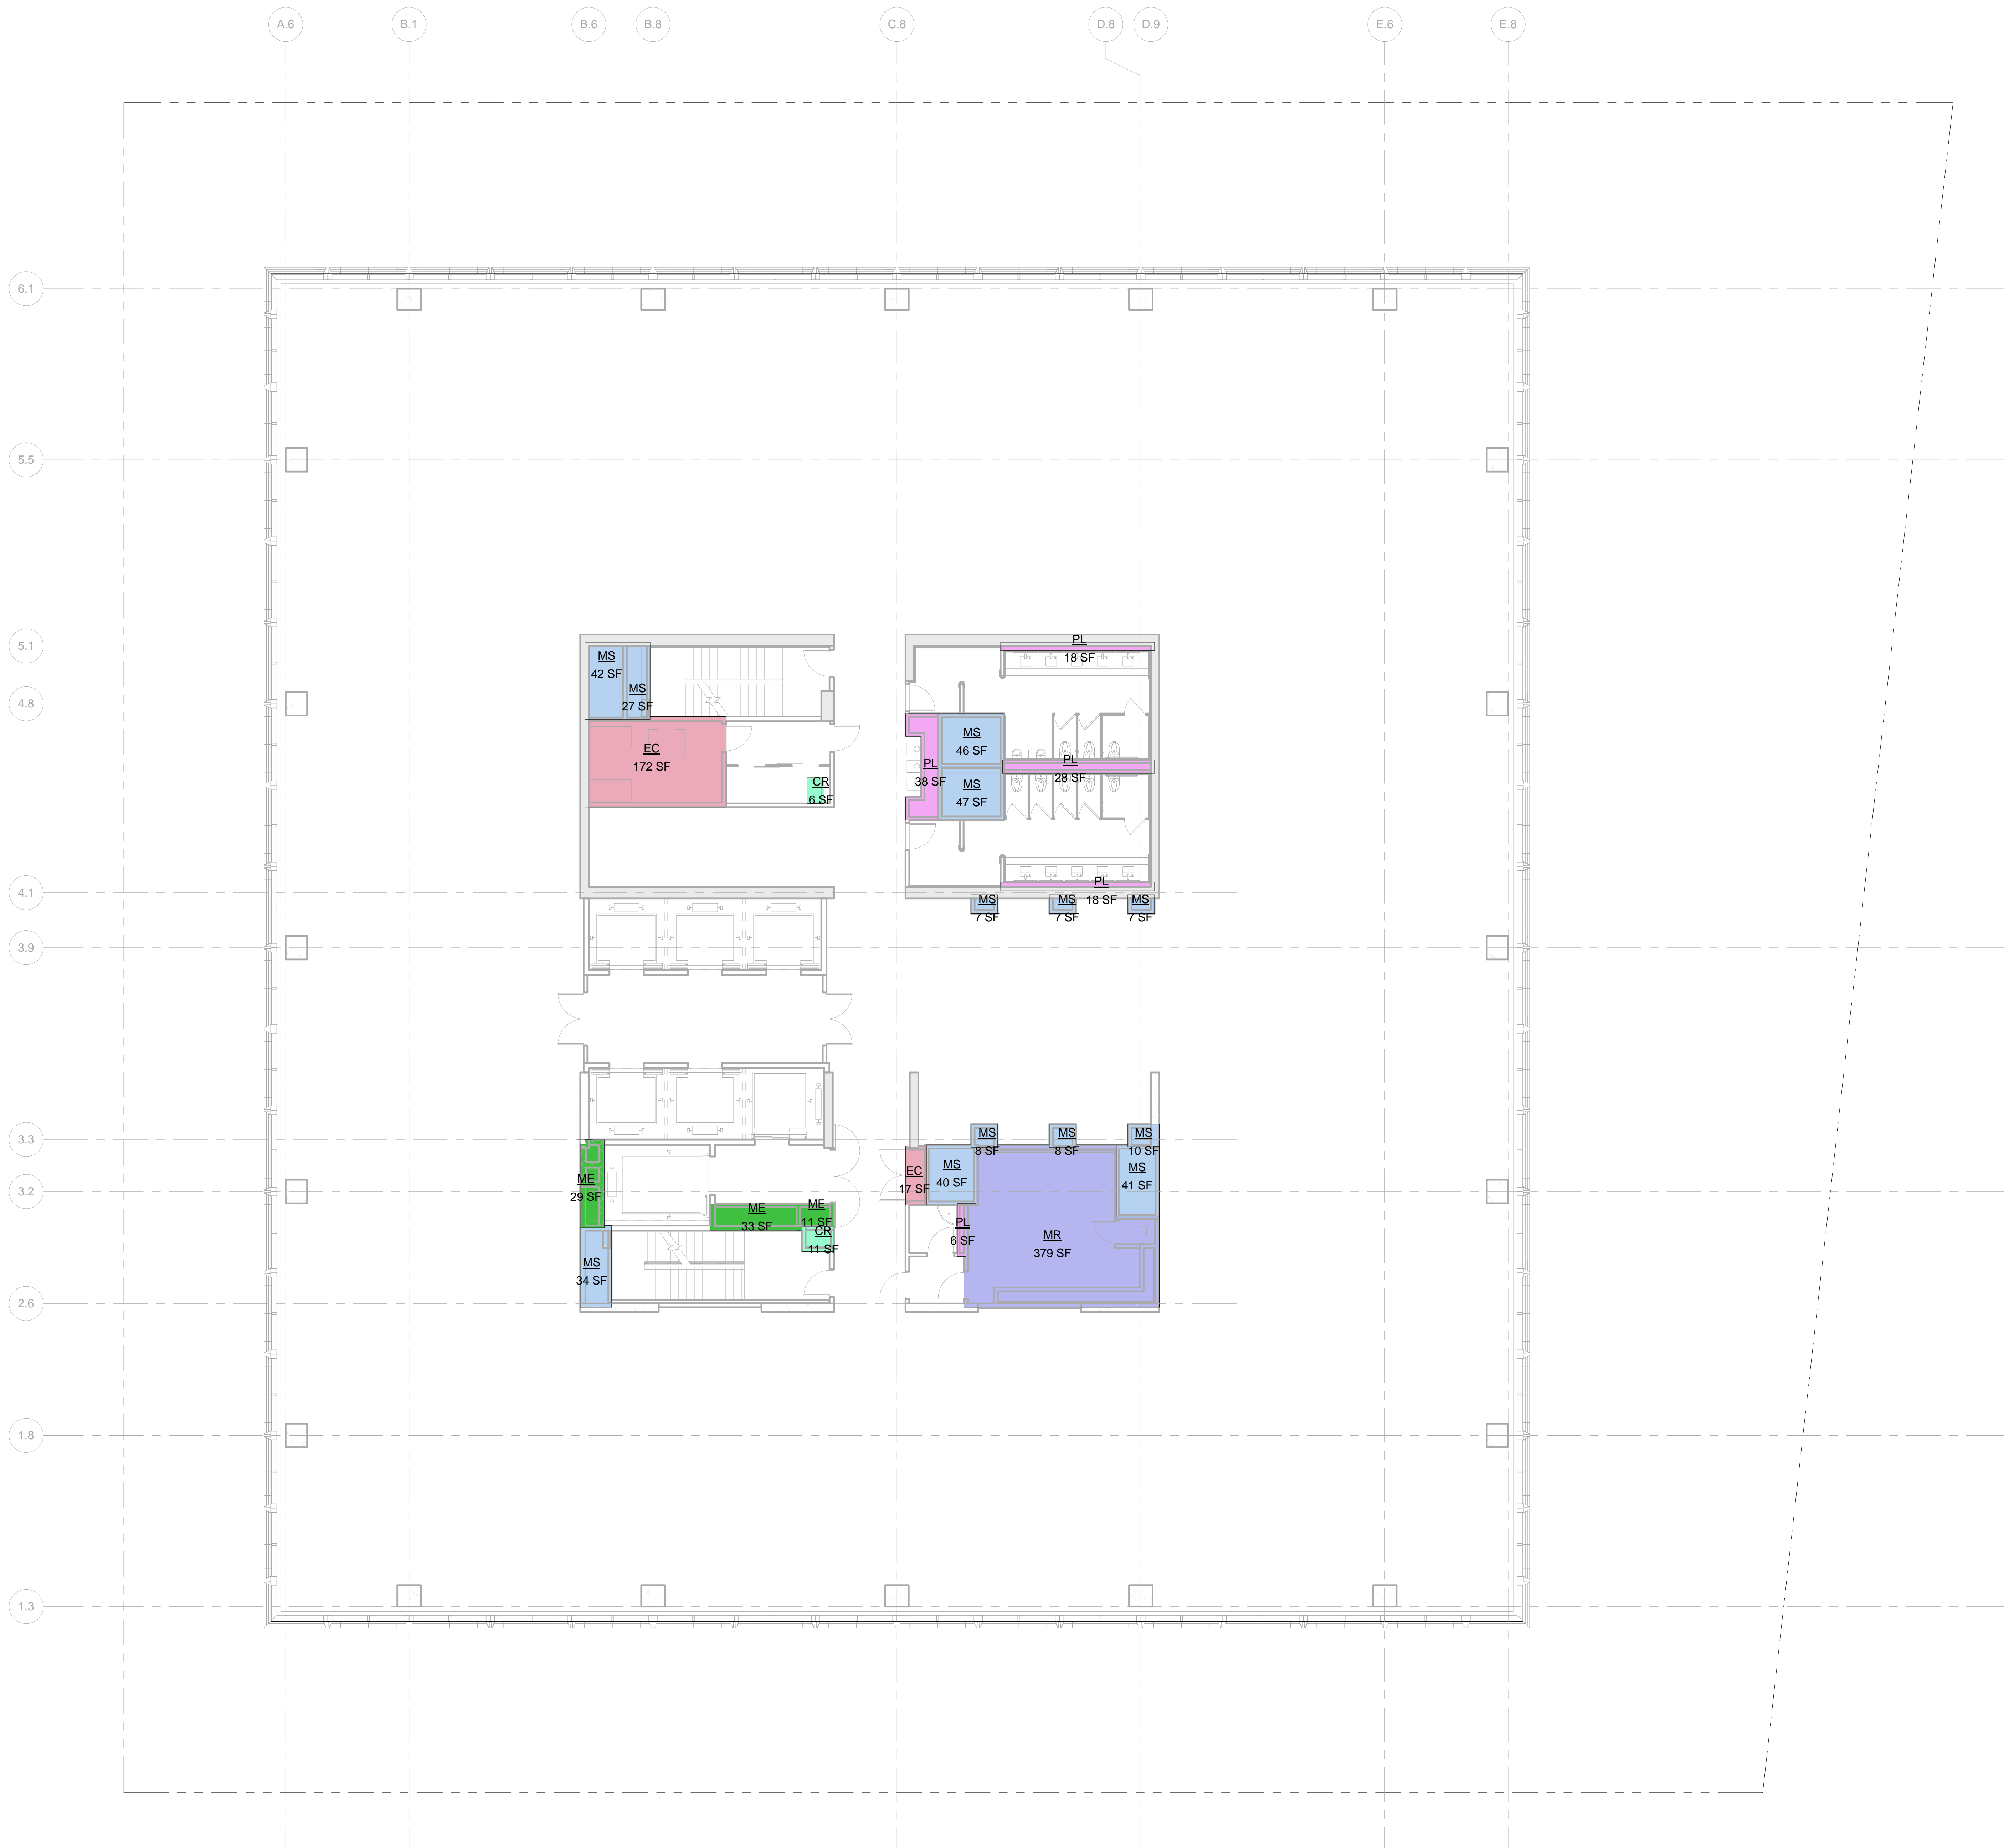 A.6
B.1
B.6
B.8
C.8
D.8
D.9
E.6
E.8
6.1
5.5
5.1
4.8
4.1
3.9
3.3
3.2
2.6
1.8
1.3
PL
18 SF
MS
42 SF
MS
27 SF
EC
172 SF
CR
6 SF
MS
46 SF
PL
38 SF
PL
28 SF
MS
47 SF
PL
18 SF
MS
7 SF
MS
7 SF
MS
7 SF
MS
8 SF
MS
8 SF
MS
10 SF
ME
29 SF
EC
17 SF
MS
40 SF
MS
41 SF
ME
33 SF
ME
11 SF
CR
11 SF
PL
6 SF
MR
379 SF
MS
34 SF